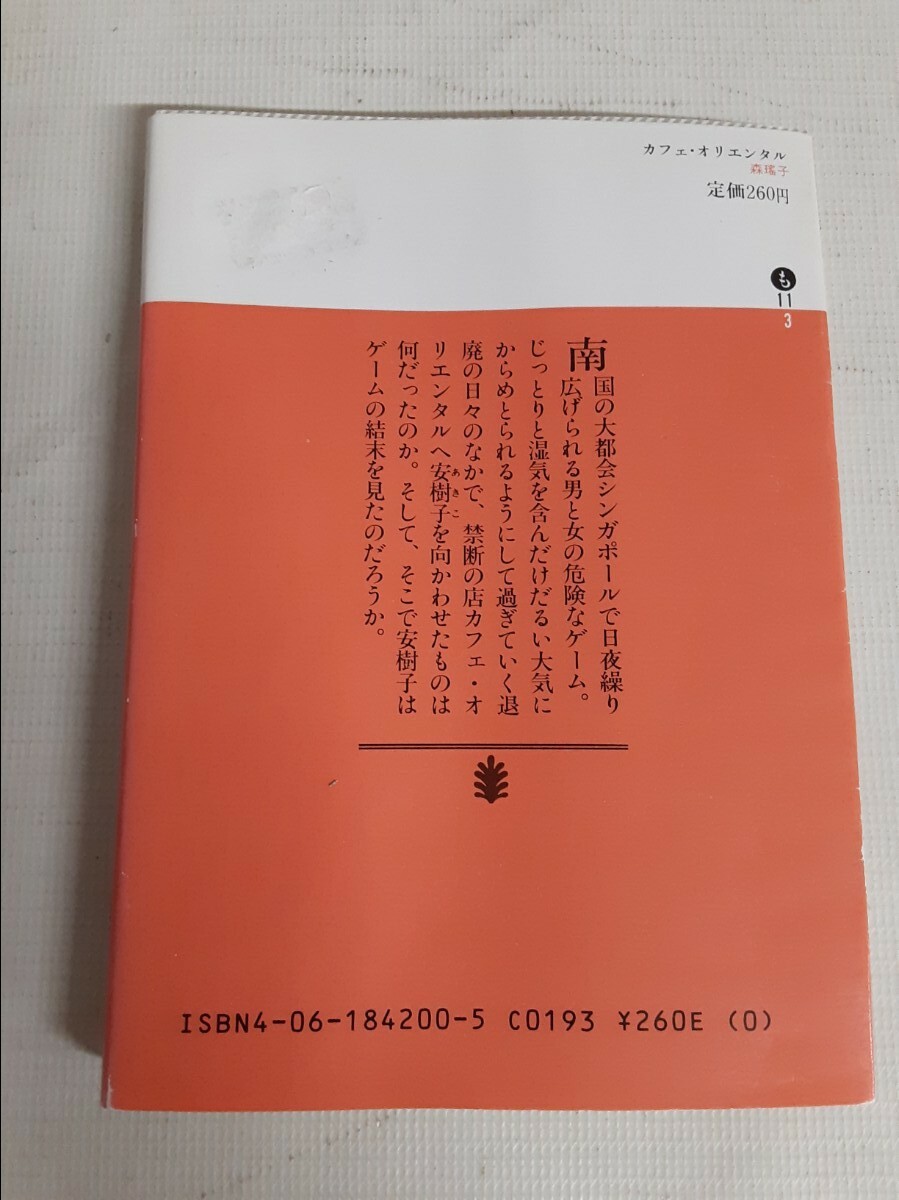 カフェ・オリエンタル
森瑤子
定価260円
も
11
3
南国の大都会シンガポールで日夜繰り
広げられる男と女の危険なゲーム。
じっとりと湿気を含んだけだるい大気に
からめとられるようにして過ぎていく退
廃の日々のなかで、禁断の店カフェ・オ
リエンタルへ安樹子(あきこ)を向かわせたものは
何だったのか。そして、そこで安樹子は
ゲームの結末を見たのだろうか。
ISBN4-06-184200-5 C0193 ¥260E (0)